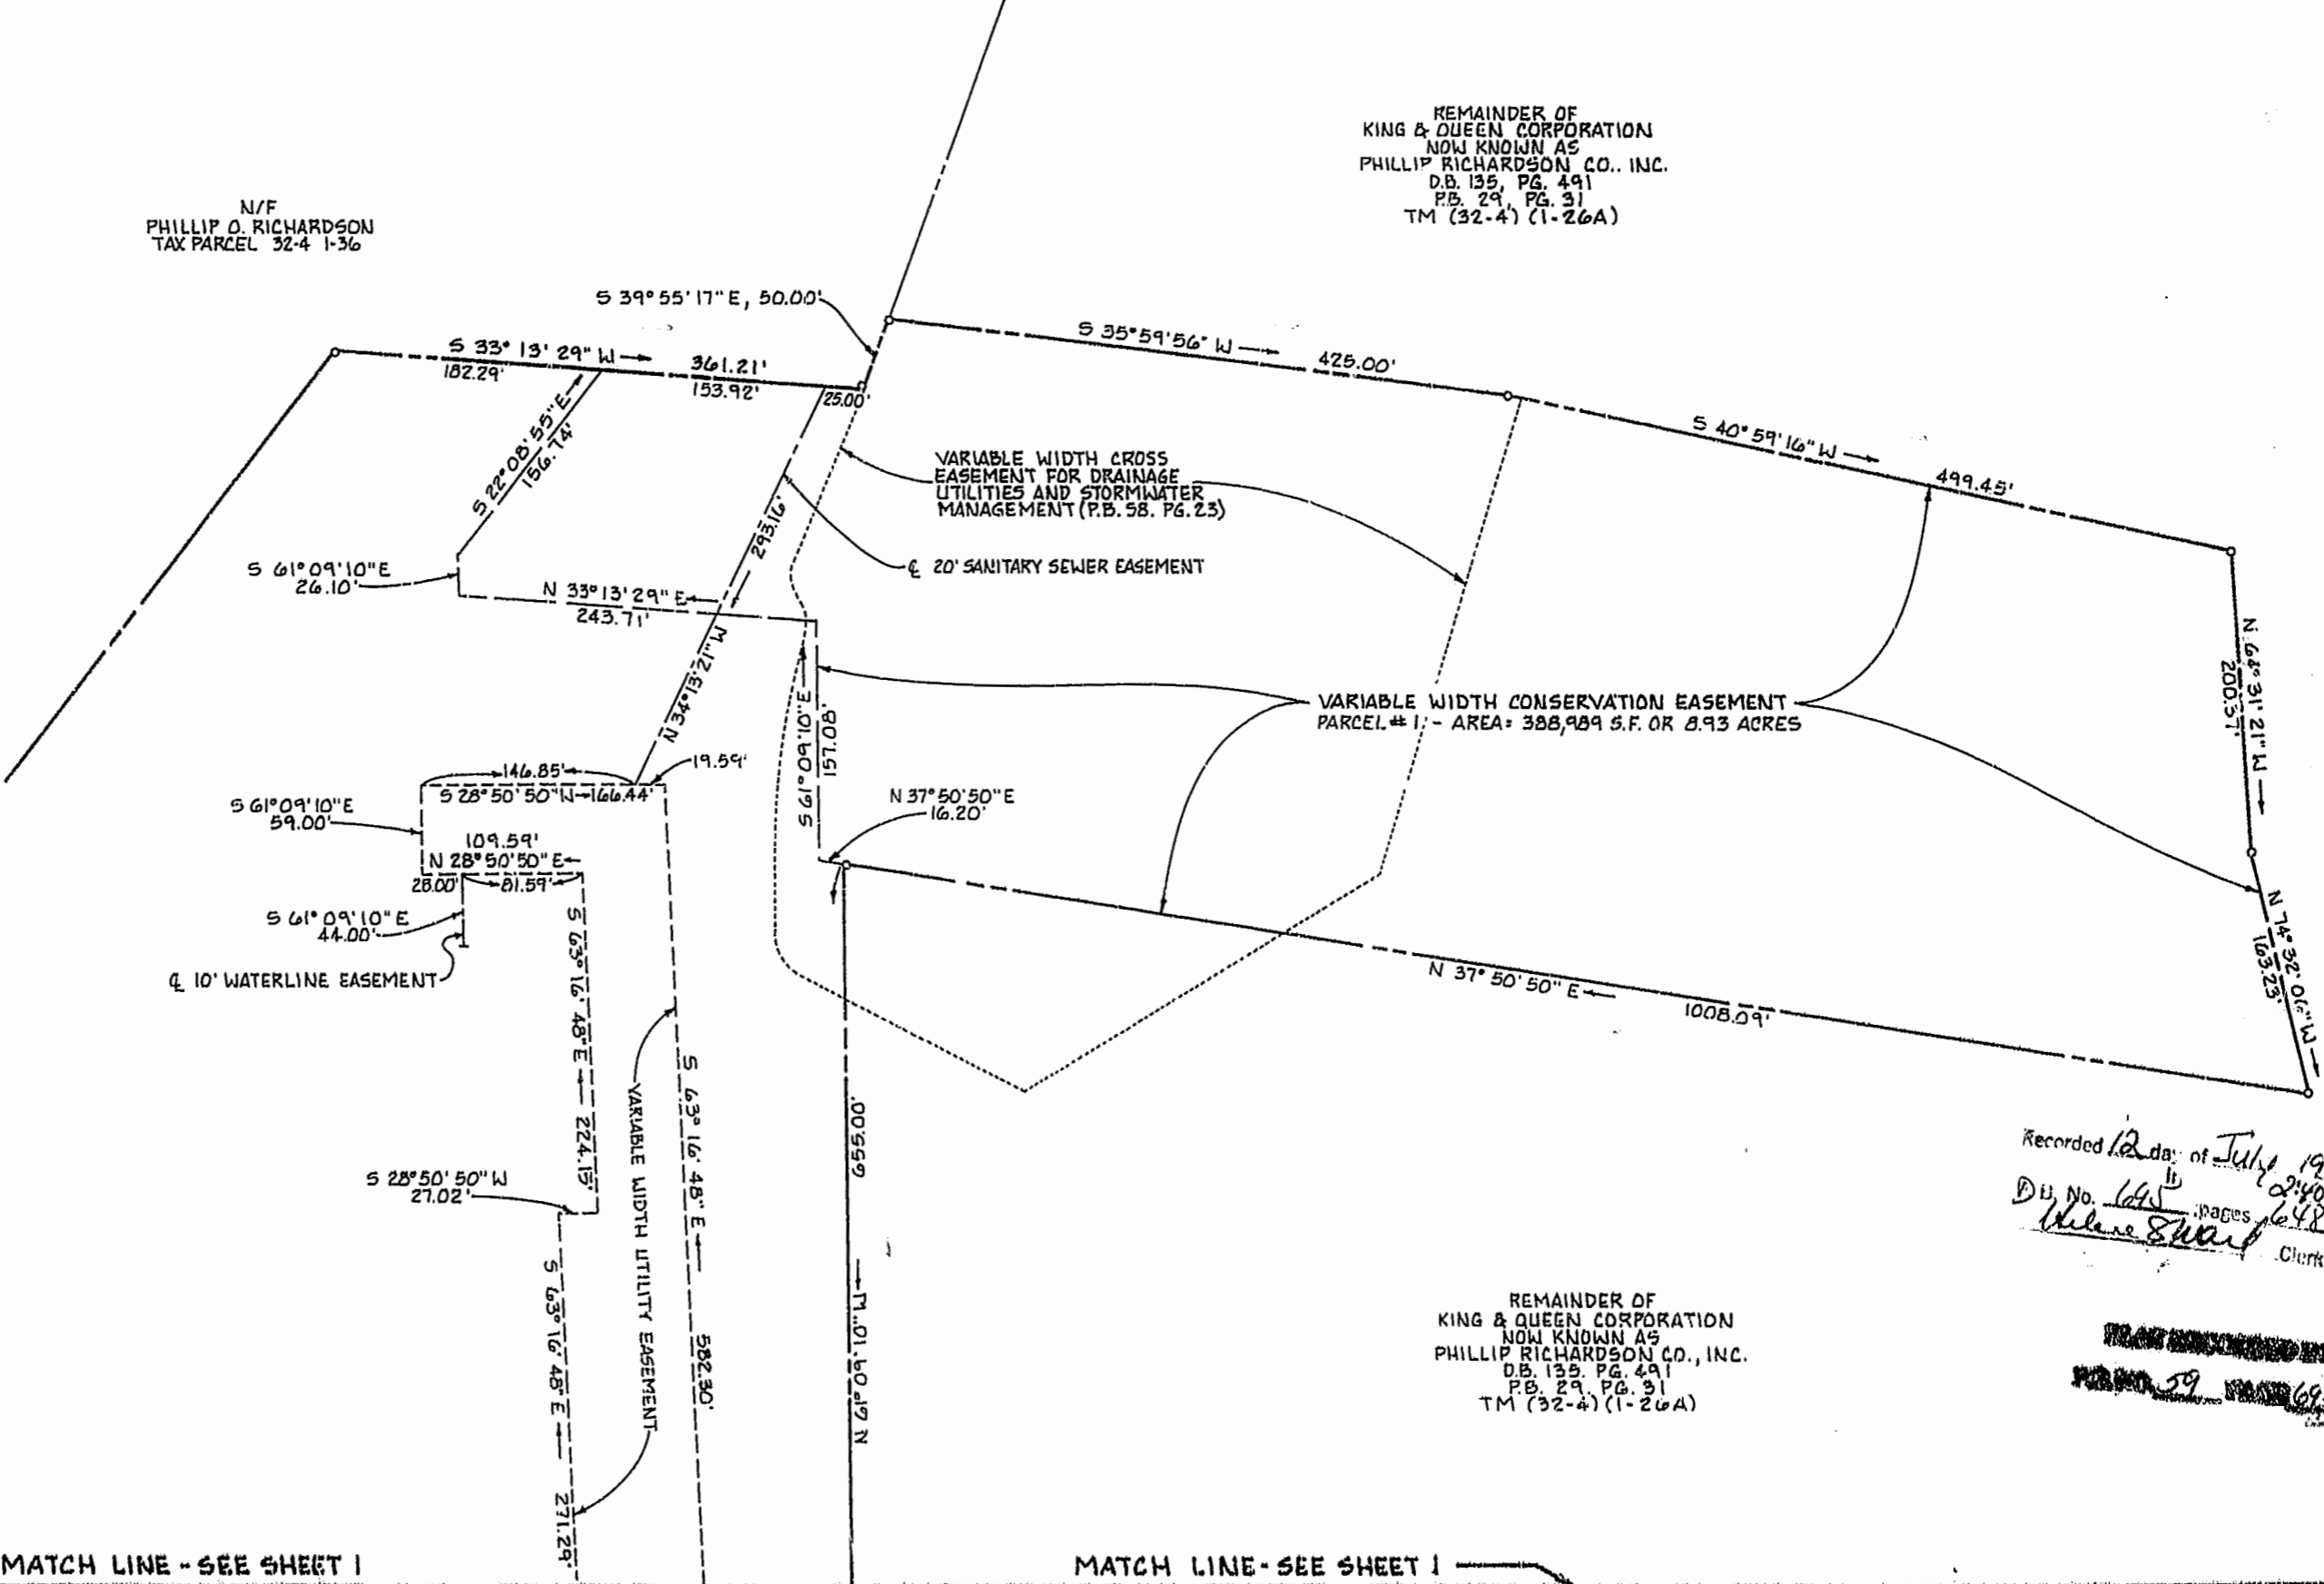 REMAINDER OF
KING & QUEEN CORPORATION
NOW KNOWN AS
PHILLIP RICHARDSON CO., INC.
D.B. 135, PG. 491
P.B. 29, PG. 31
TM (32-4) (1-26A)
N/F
PHILLIP O. RICHARDSON
TAX PARCEL 32-4 1-36
S 39° 55' 17" E, 50.00'
S 33° 13' 29" W
361.21'
182.29'
153.92'
25.00'
S 35° 59' 56" W
425.00'
S 40° 59' 16" W
499.45'
S 22° 08' 55" E
156.74'
VARIABLE WIDTH CROSS
EASEMENT FOR DRAINAGE
UTILITIES AND STORMWATER
MANAGEMENT (P.B. 58. PG. 23)
293.16'
℄ 20' SANITARY SEWER EASEMENT
S 61° 09' 10" E
26.10'
N 33° 13' 29" E
243.71'
N 34° 13' 21" W
S 61° 09' 10" E
151.08'
N 68° 31' 21" W
200.37'
VARIABLE WIDTH CONSERVATION EASEMENT
PARCEL # 1 - AREA: 388,989 S.F. OR 8.93 ACRES
146.85'
19.59'
S 28° 50' 50" W
166.44'
S 61° 09' 10" E
59.00'
N 37° 50' 50" E
16.20'
109.59'
N 28° 50' 50" E
28.00'
81.59'
S 61° 09' 10" E
44.00'
℄ 10' WATERLINE EASEMENT
N 74° 32' 06" W
163.23'
N 37° 50' 50" E
1008.09'
S 63° 16' 48" E
224.15'
VARIABLE WIDTH UTILITY EASEMENT
S 63° 16' 48" E
582.30'
655.00'
N 61° 09' 10" W
S 28° 50' 50" W
27.02'
S 63° 16' 48" E
271.29'
Recorded 12 day of July 19
2:40
D.B. No. 695 pages 648
Clerk
REMAINDER OF
KING & QUEEN CORPORATION
NOW KNOWN AS
PHILLIP RICHARDSON CO., INC.
D.B. 135. PG. 491
P.B. 29. PG. 31
TM (32-4) (1-26A)
59 69
MATCH LINE - SEE SHEET 1
MATCH LINE - SEE SHEET 1